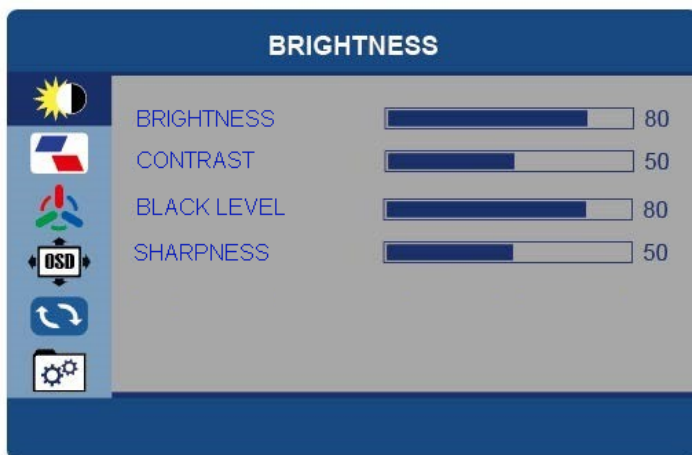 BRIGHTNESS
BRIGHTNESS 80
CONTRAST 50
BLACK LEVEL 80
OSD
SHARPNESS 50